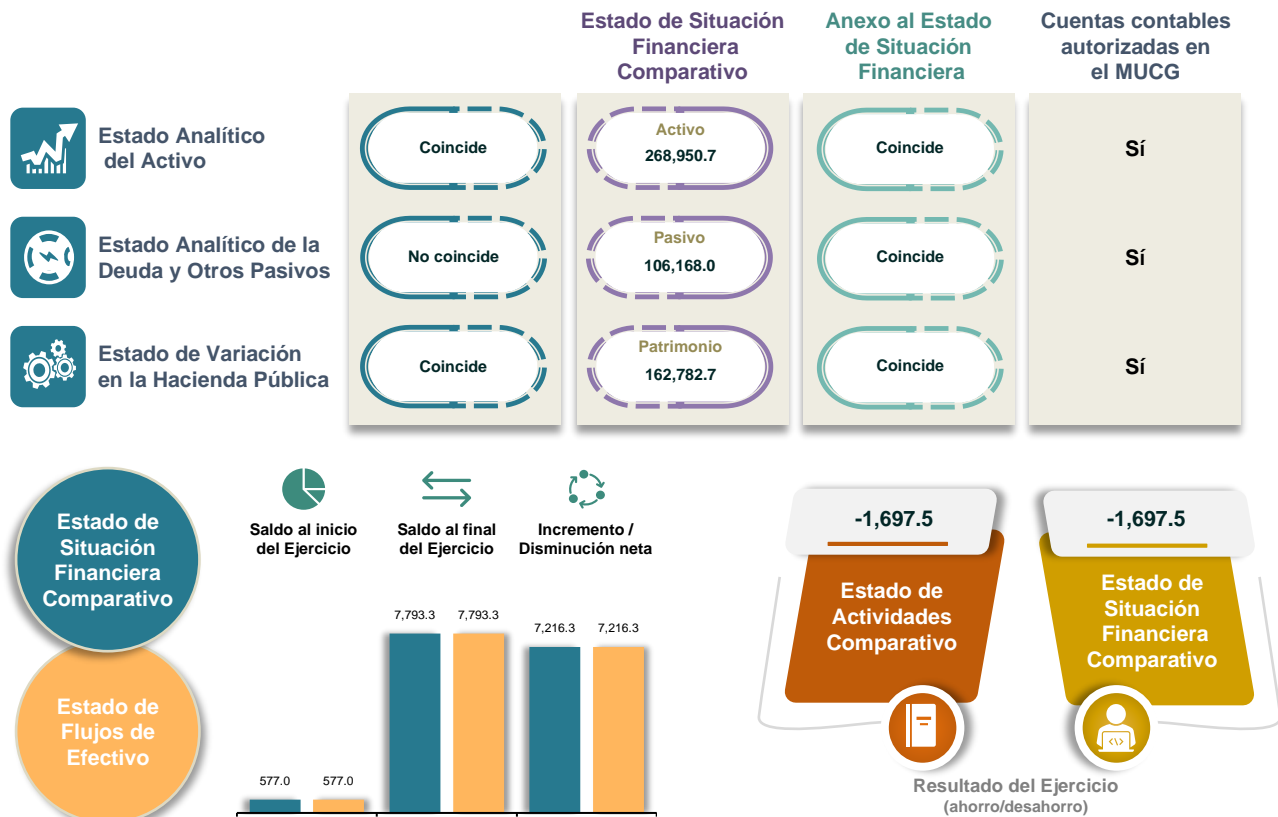 Estado de Situación
Financiera
Comparativo
Anexo al Estado
de Situación
Financiera
Cuentas contables
autorizadas en
el MUCG
Estado Analítico
del Activo
Coincide
Activo
268,950.7
Coincide
Sí
Estado Analítico de la
Deuda y Otros Pasivos
No coincide
Pasivo
106,168.0
Coincide
Sí
Estado de Variación
en la Hacienda Pública
Coincide
Patrimonio
162,782.7
Coincide
Sí
Estado de
Situación
Financiera
Comparativo
Estado de
Flujos de
Efectivo
Saldo al inicio
del Ejercicio
Saldo al final
del Ejercicio
Incremento /
Disminución neta
577.0
577.0
7,793.3
7,793.3
7,216.3
7,216.3
-1,697.5
Estado de
Actividades
Comparativo
-1,697.5
Estado de
Situación
Financiera
Comparativo
Resultado del Ejercicio
(ahorro/desahorro)